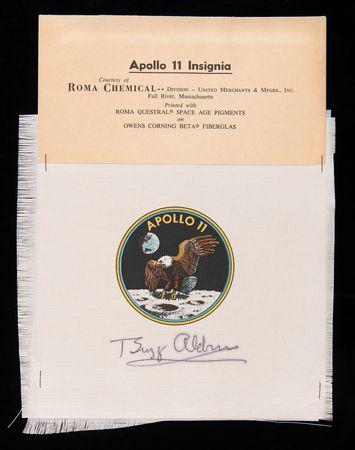 Apollo 11 Insignia
Courtesy of
ROMA CHEMICAL-- DIVISION – UNITED MERCHANTS & MFGRS., INC.
Fall River, Massachusetts
Printed with
ROMA QUESTRAL® SPACE AGE PIGMENTS
on
OWENS CORNING BETA® FIBERGLAS
APOLLO 11
Buzz Aldrin